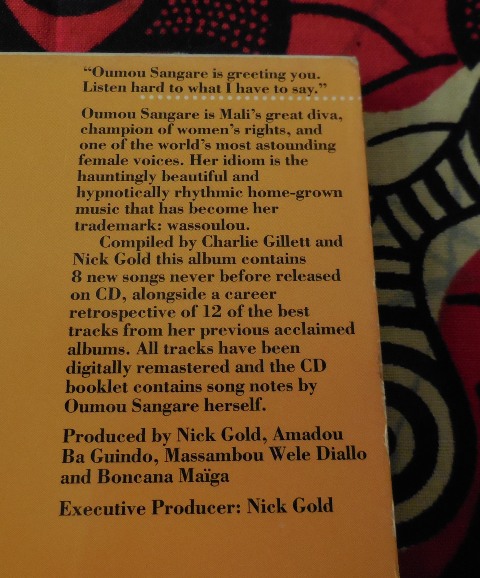 “Oumou Sangare is greeting you.
Listen hard to what I have to say.”
Oumou Sangare is Mali’s great diva,
champion of women’s rights, and
one of the world’s most astounding
female voices. Her idiom is the
hauntingly beautiful and
hypnotically rhythmic home-grown
music that has become her
trademark: wassoulou.
Compiled by Charlie Gillett and
Nick Gold this album contains
8 new songs never before released
on CD, alongside a career
retrospective of 12 of the best
tracks from her previous acclaimed
albums. All tracks have been
digitally remastered and the CD
booklet contains song notes by
Oumou Sangare herself.
Produced by Nick Gold, Amadou
Ba Guindo, Massambou Wele Diallo
and Boncana Maïga
Executive Producer: Nick Gold